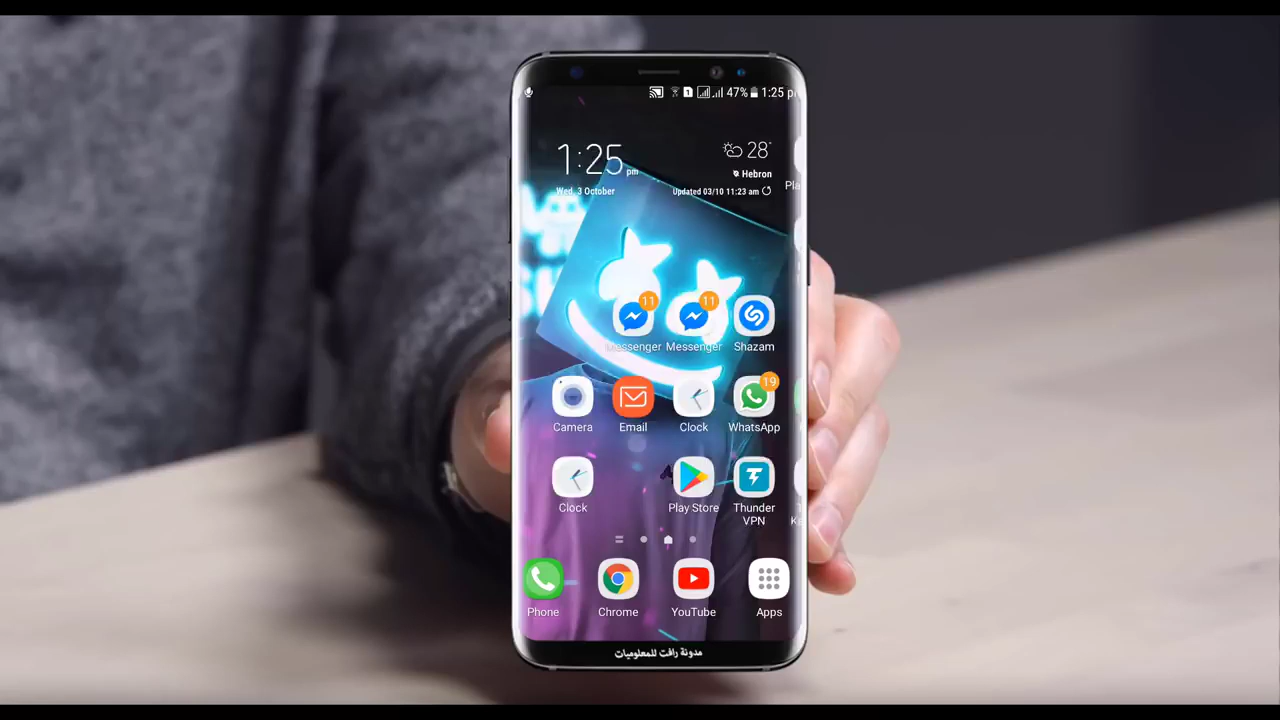 1 47% 1:25 p
1:25 pm
28°
Hebron
Wed, 3 October
Updated 03/10 11:23 am
Pla
11
11
Messenger
Messenger
Shazam
19
Camera
Email
Clock
WhatsApp
Clock
Play Store
Thunder
VPN
Phone
Chrome
YouTube
Apps
مدونة رافت للمعلوميات